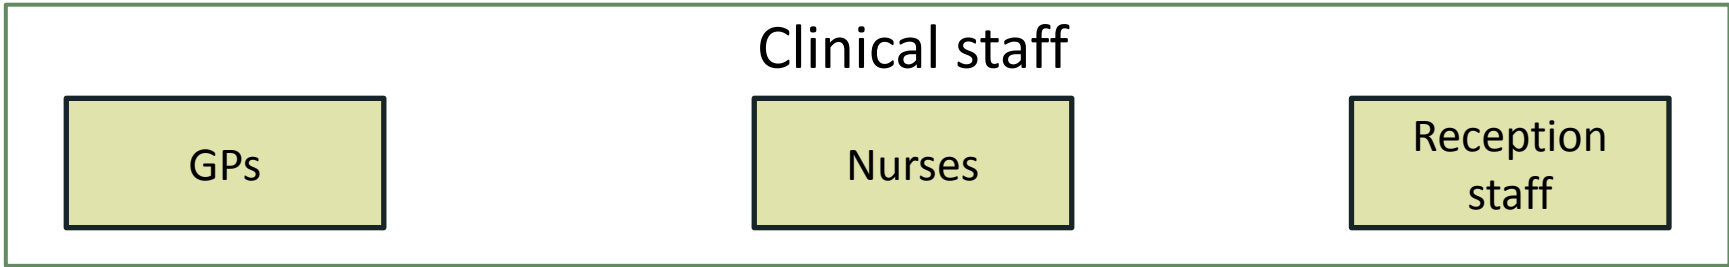 Clinical staff
GPs
Nurses
Reception
staff